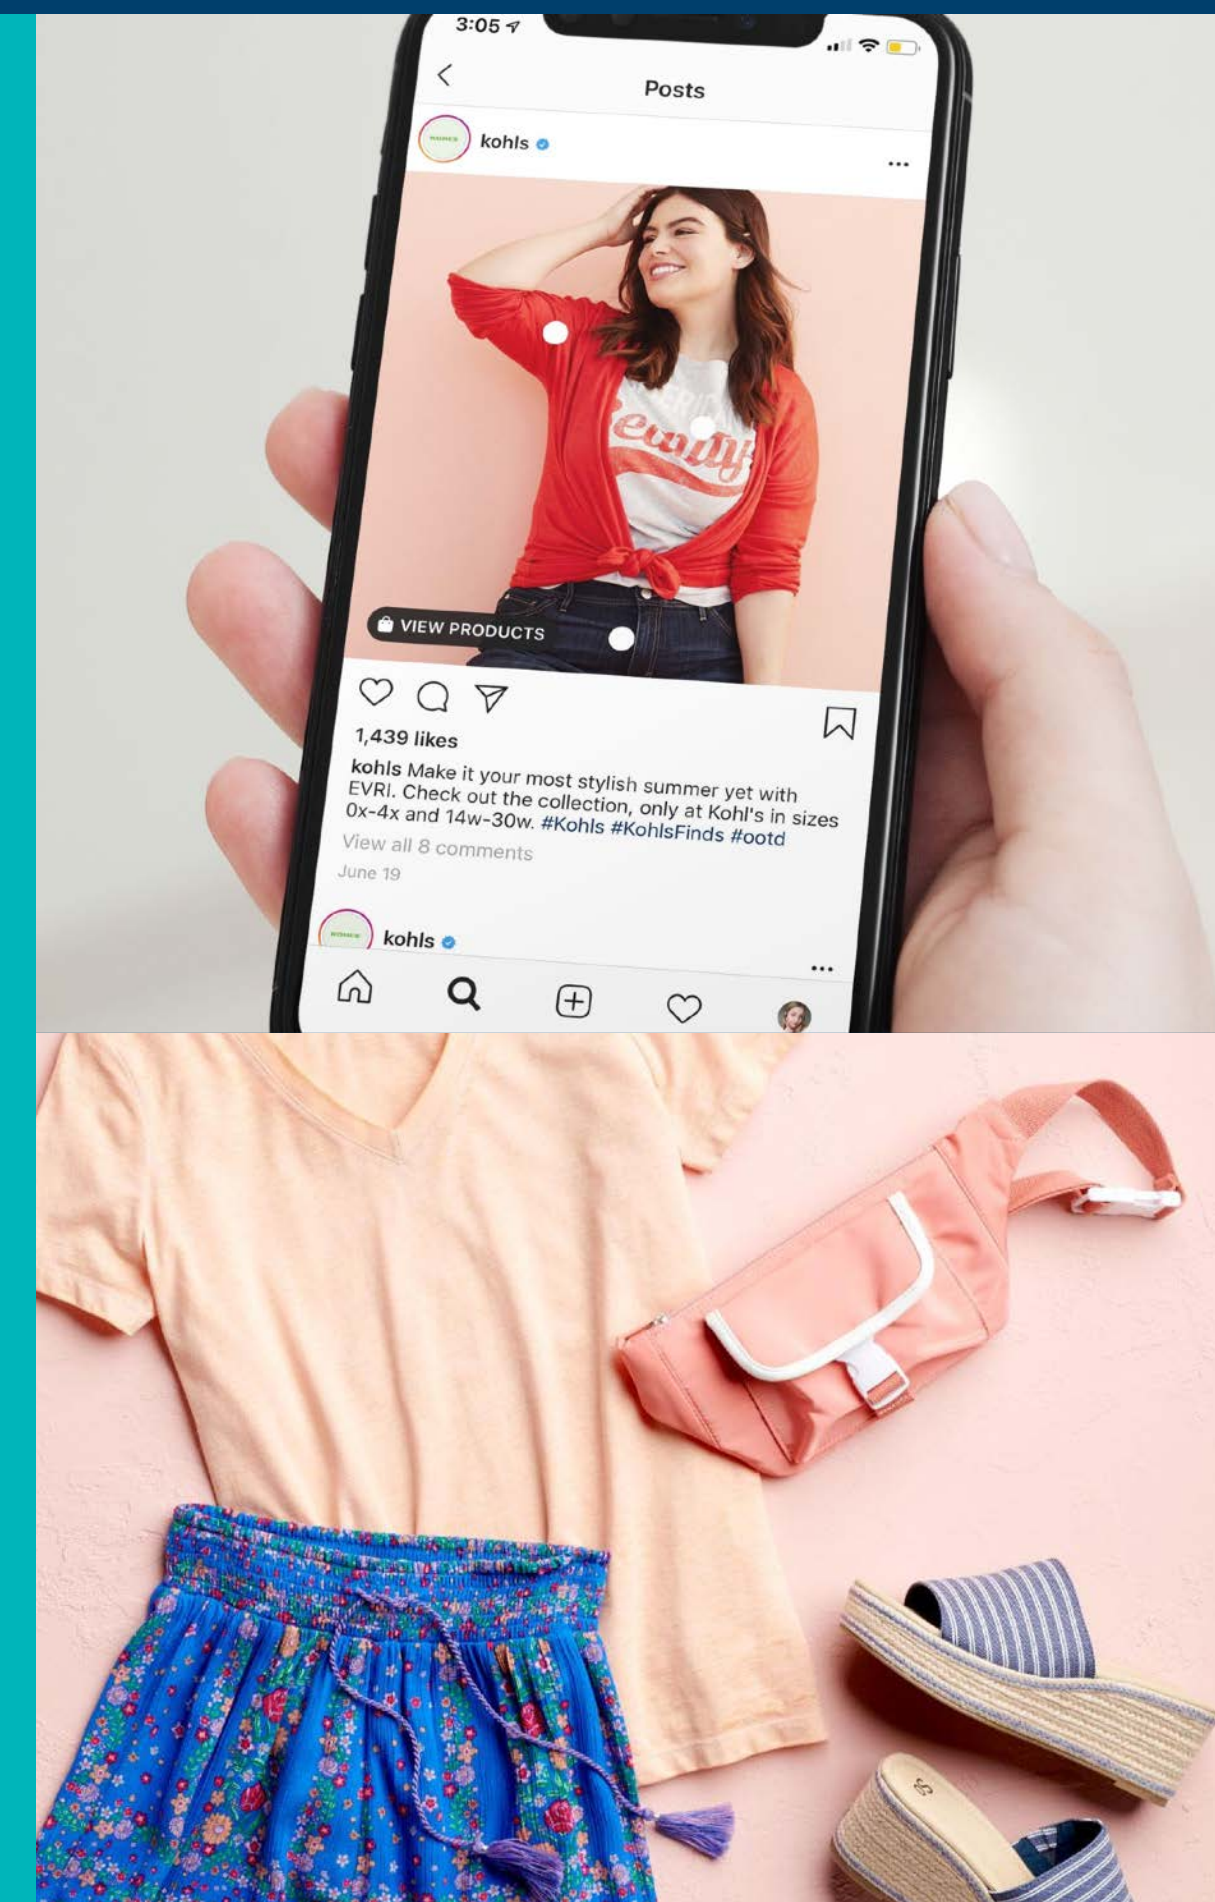 3:05
Posts
kohls
Beauty
VIEW PRODUCTS
1,439 likes
kohls Make it your most stylish summer yet with
EVRI. Check out the collection, only at Kohl's in sizes
0x-4x and 14w-30w. #Kohls #KohlsFinds #ootd
View all 8 comments
June 19
kohls